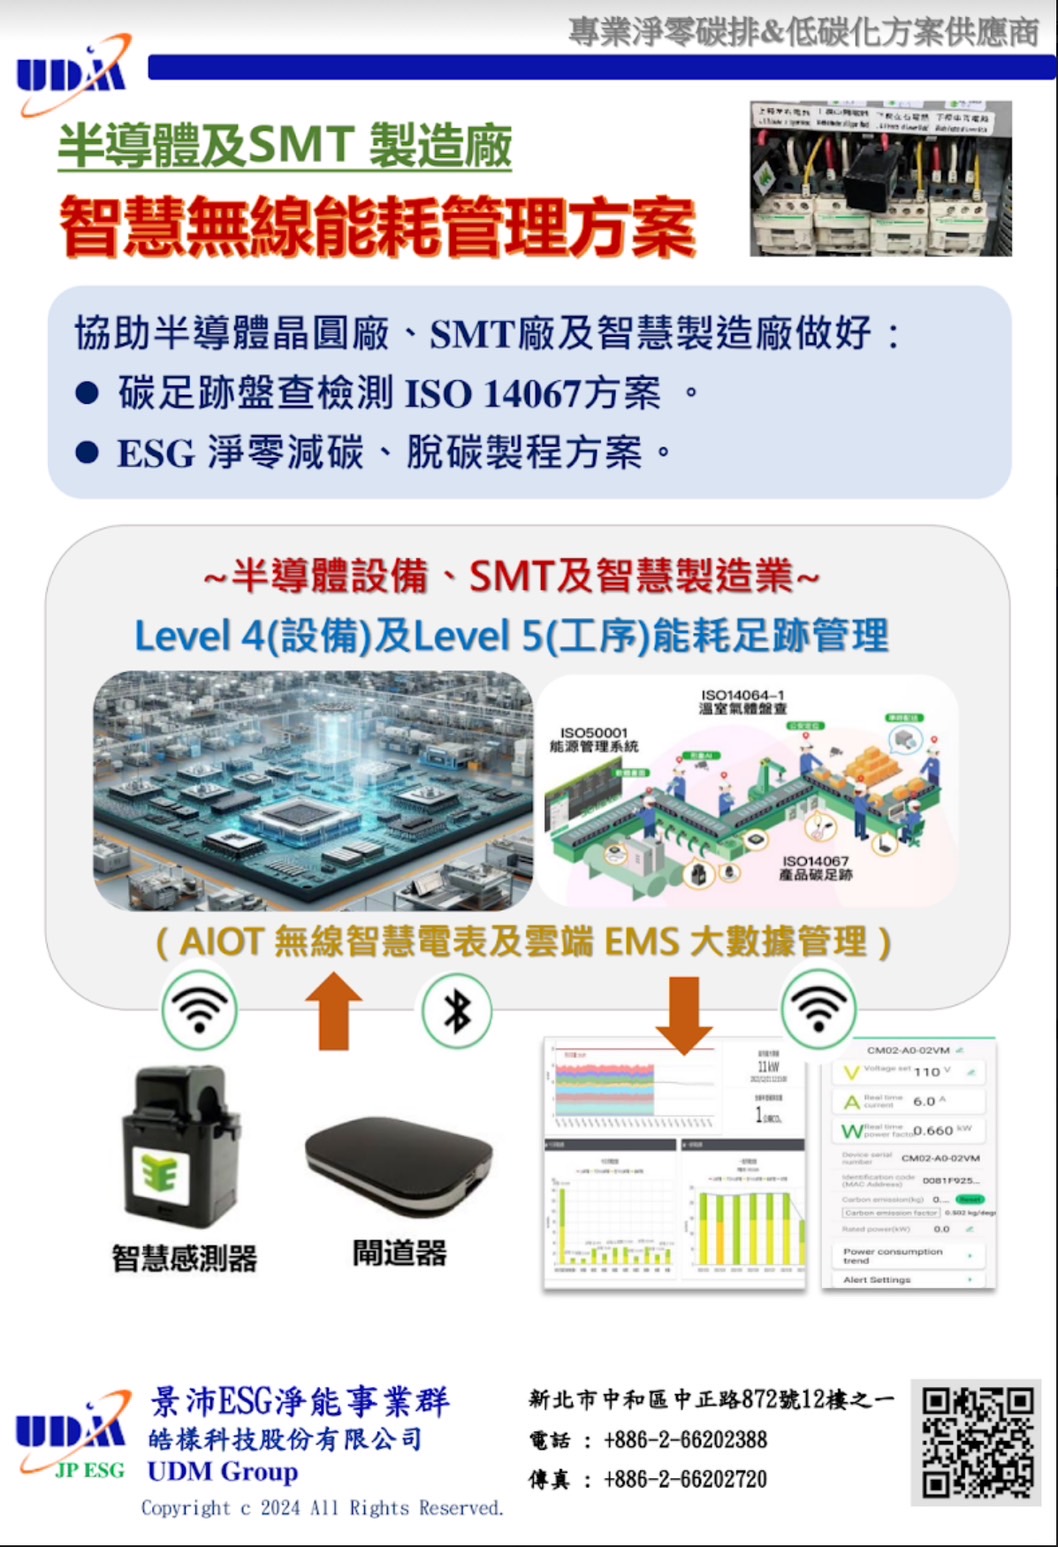 專業淨零碳排&低碳化方案供應商
UDM
半導體及SMT 製造廠
智慧無線能耗管理方案
協助半導體晶圓廠、SMT廠及智慧製造廠做好：
● 碳足跡盤查檢測 ISO 14067方案 。
● ESG 淨零減碳、脫碳製程方案。
~半導體設備、SMT及智慧製造業~
Level 4(設備)及Level 5(工序)能耗足跡管理
ISO14064-1
溫室氣體盤查
ISO50001
能源管理系統
ISO14067
產品碳足跡
( AIOT 無線智慧電表及雲端 EMS 大數據管理 )
智慧感測器
閘道器
11kW
CM02-A0-02VM
V Voltage set 110 V
A Real time current 6.0 A
W Real time power factor 0.660 kW
Device serial number CM02-A0-02VM
Identification code (MAC Address) 0081F925...
Carbon emission(kg) 0... Reset
Carbon emission factor 0.502 kg/degr
Rated power(kW) 0.0
Power consumption trend
Alert Settings
UDM
JP ESG
景沛ESG淨能事業群
皓樣科技股份有限公司
UDM Group
Copyright c 2024 All Rights Reserved.
新北市中和區中正路872號12樓之一
電話 : +886-2-66202388
傳真 : +886-2-66202720